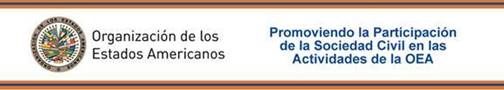 Organización de los
Estados Americanos
Promoviendo la Participación
de la Sociedad Civil en las
Actividades de la OEA